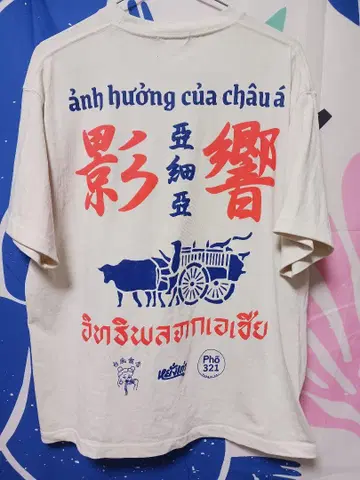 ảnh hưởng của châu á
影 亞細亞 響
อิทธิพลจากเอเชีย
Phở
321